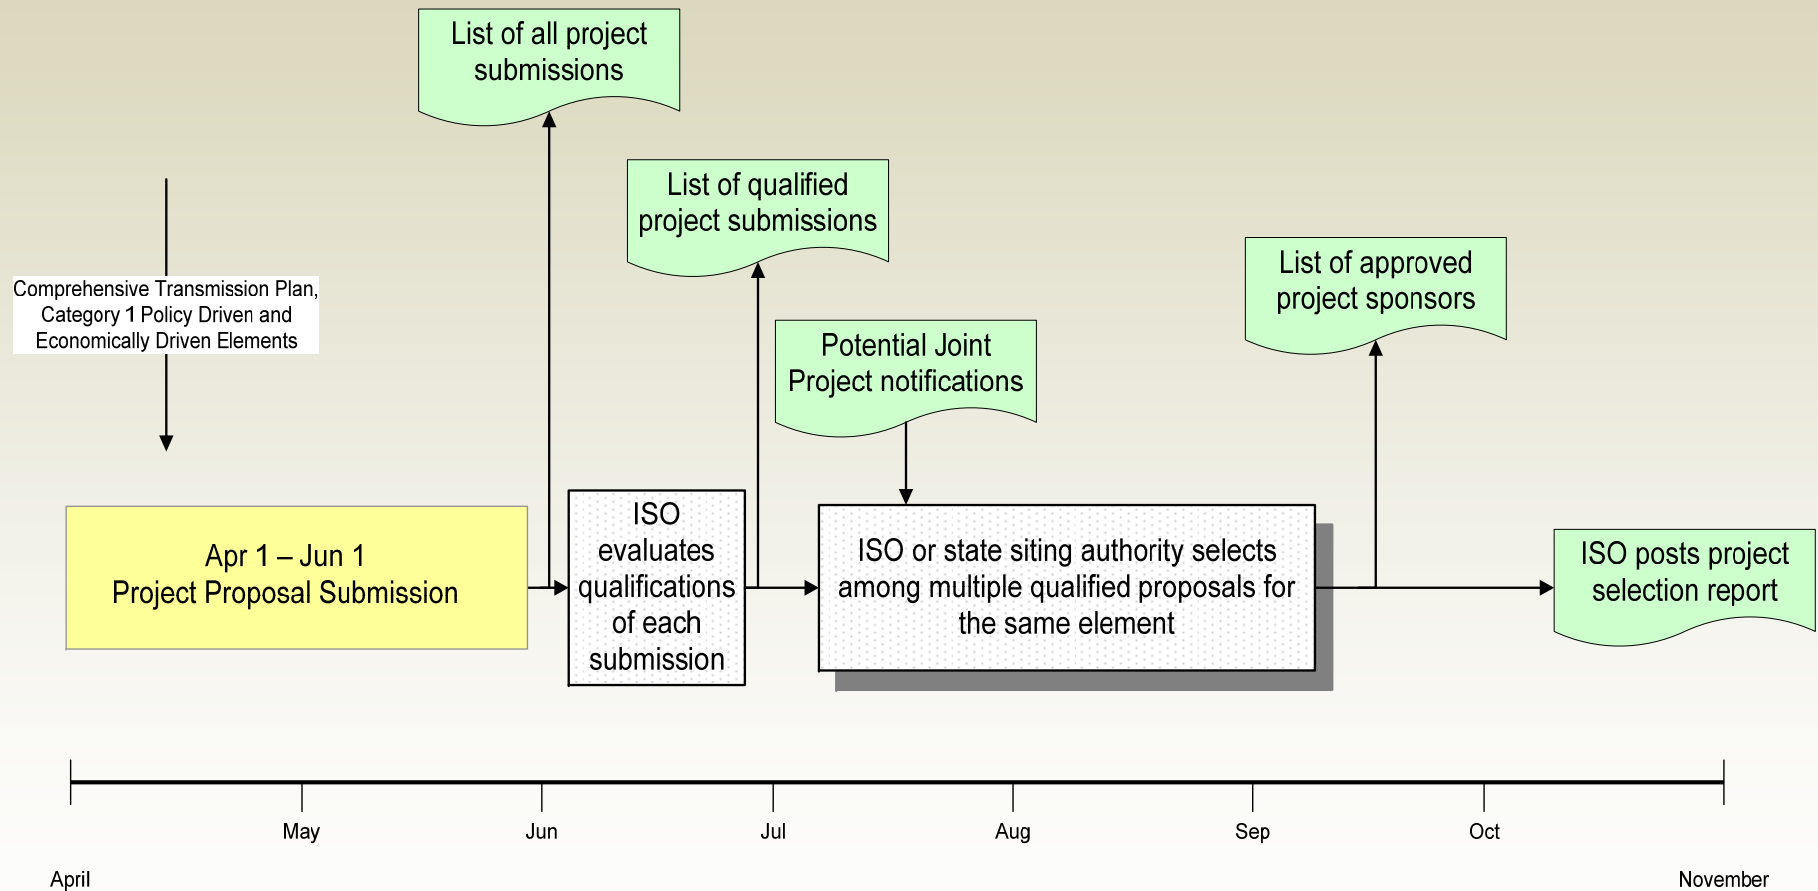 List of all project
submissions
List of qualified
project submissions
List of approved
project sponsors
Comprehensive Transmission Plan,
Category 1 Policy Driven and
Economically Driven Elements
Potential Joint
Project notifications
Apr 1 – Jun 1
Project Proposal Submission
ISO
evaluates
qualifications
of each
submission
ISO or state siting authority selects
among multiple qualified proposals for
the same element
ISO posts project
selection report
May
Jun
Jul
Aug
Sep
Oct
April
November